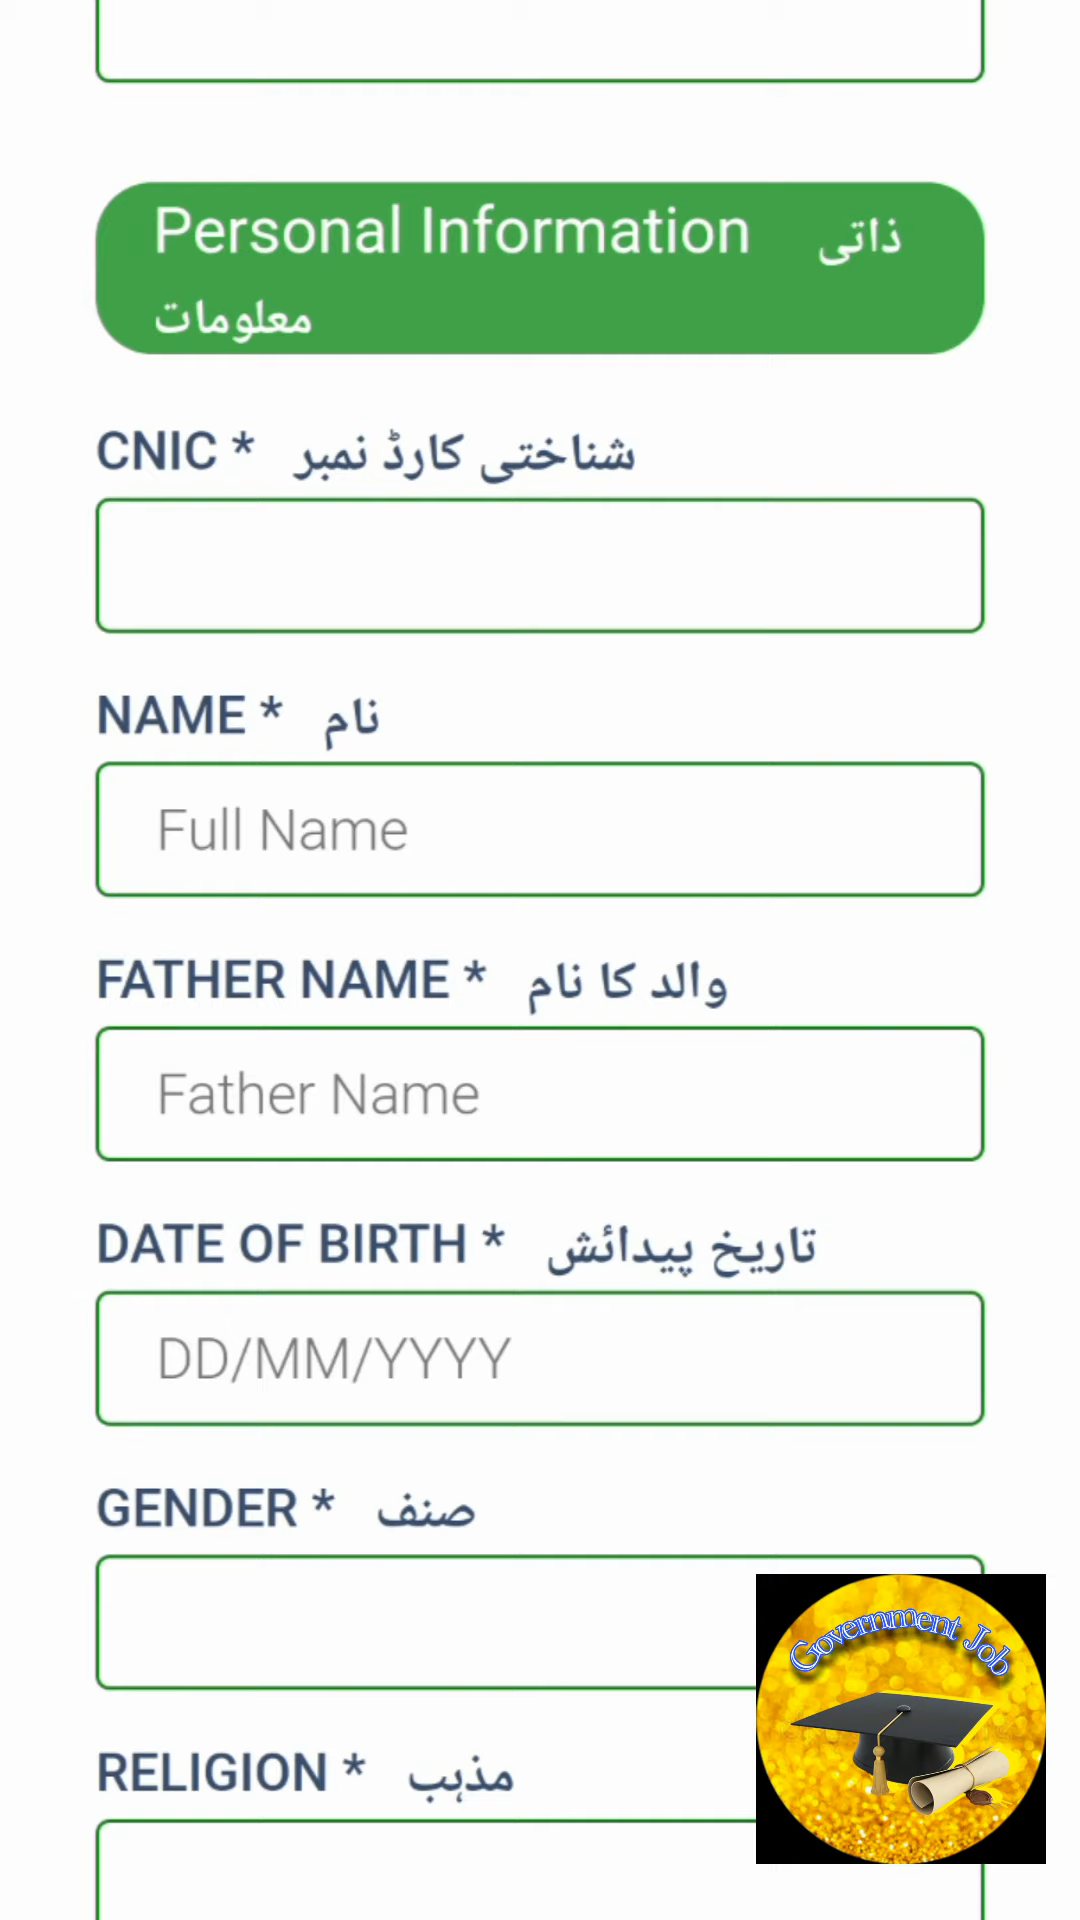 Personal Information ذاتی
معلومات
CNIC * شناختی کارڈ نمبر
NAME * نام
Full Name
FATHER NAME * والد کا نام
Father Name
DATE OF BIRTH * تاریخ پیدائش
DD/MM/YYYY
GENDER * صنف
Government Job
RELIGION * مذہب